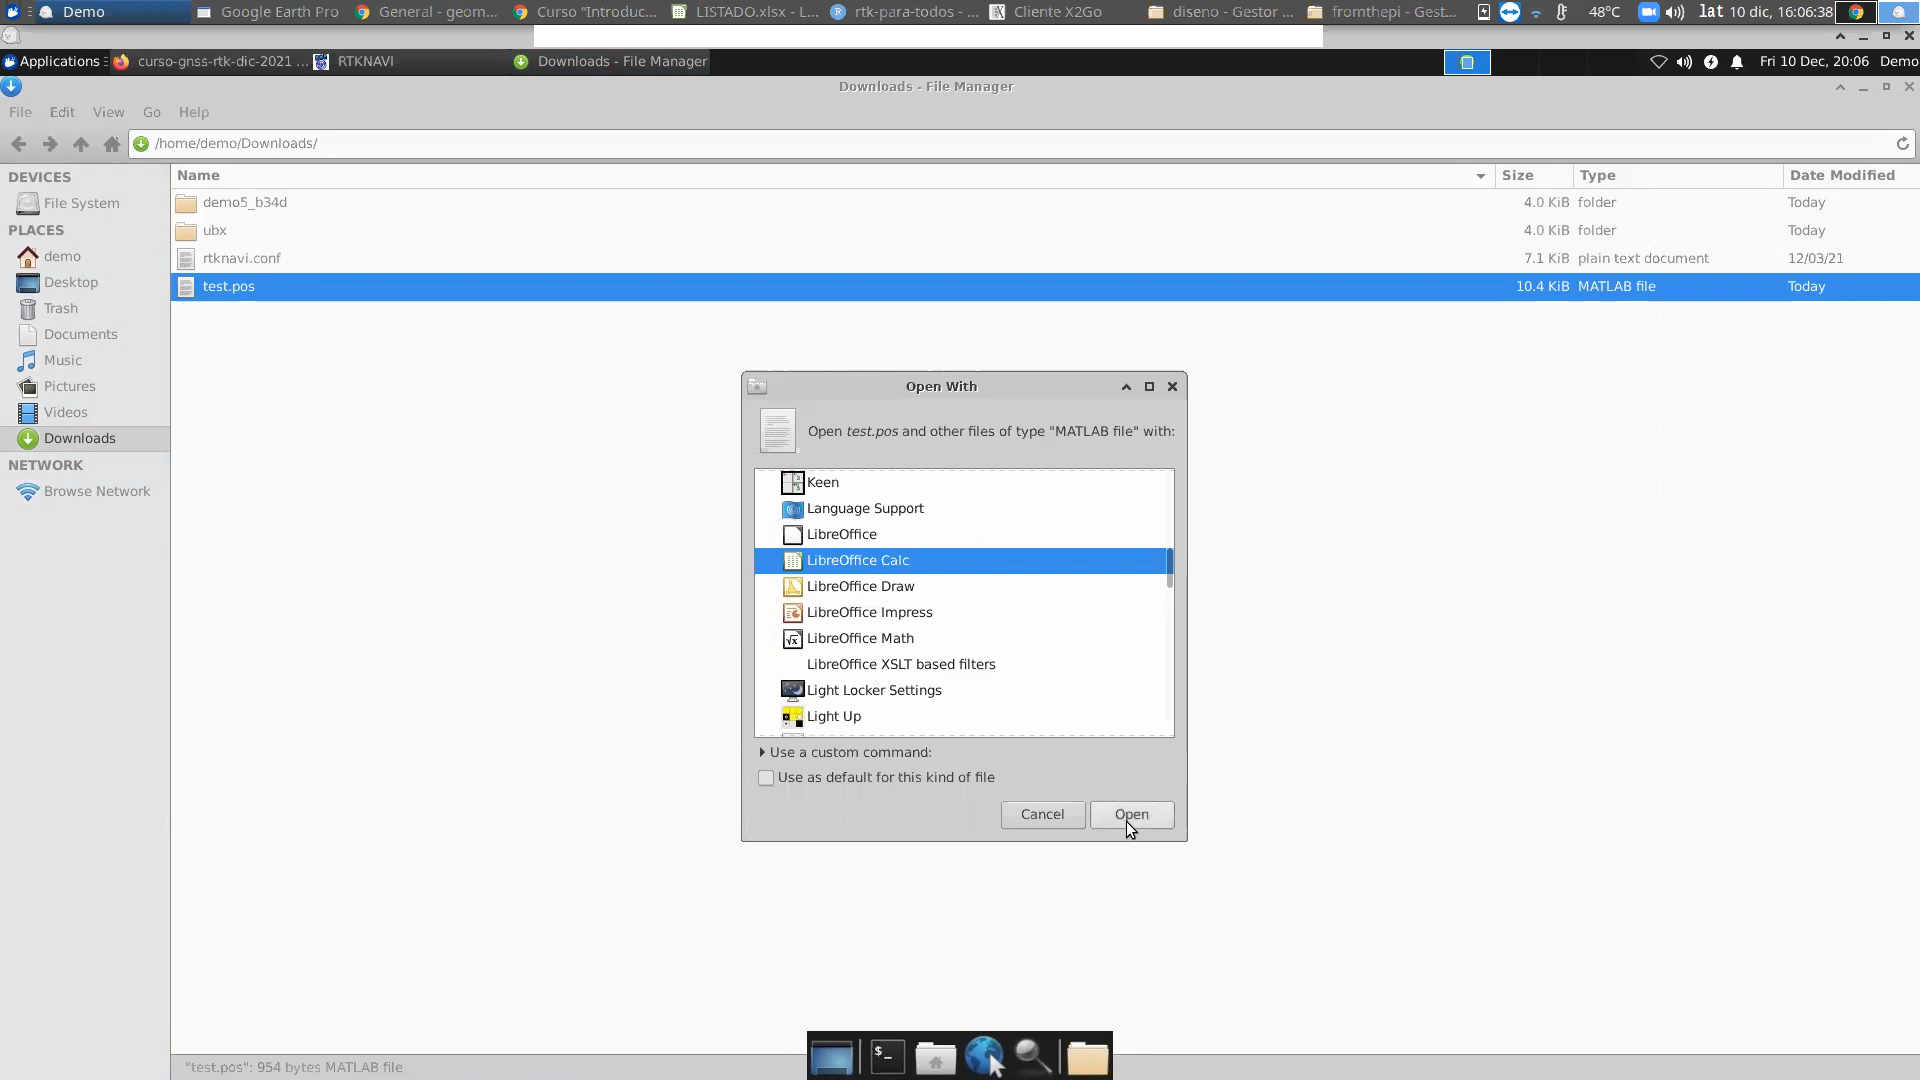 Demo
Google Earth Pro
General - geom...
Curso "Introduc...
LISTADO.xlsx - L...
rtk-para-todos - ...
Cliente X2Go
diseno - Gestor ...
fromthepi - Gest...
48°C
lat 10 dic, 16:06:38
Applications
curso-gnss-rtk-dic-2021 ...
RTKNAVI
Downloads - File Manager
Fri 10 Dec, 20:06 Demo
Downloads - File Manager
File Edit View Go Help
/home/demo/Downloads/
DEVICES
File System
PLACES
demo
Desktop
Trash
Documents
Music
Pictures
Videos
Downloads
NETWORK
Browse Network
Name Size Type Date Modified
demo5_b34d 4.0 KiB folder Today
ubx 4.0 KiB folder Today
rtknavi.conf 7.1 KiB plain text document 12/03/21
test.pos 10.4 KiB MATLAB file Today
Open With
Open test.pos and other files of type "MATLAB file" with:
Keen
Language Support
LibreOffice
LibreOffice Calc
LibreOffice Draw
LibreOffice Impress
LibreOffice Math
LibreOffice XSLT based filters
Light Locker Settings
Light Up
Use a custom command:
Use as default for this kind of file
Cancel Open
"test.pos": 954 bytes MATLAB file